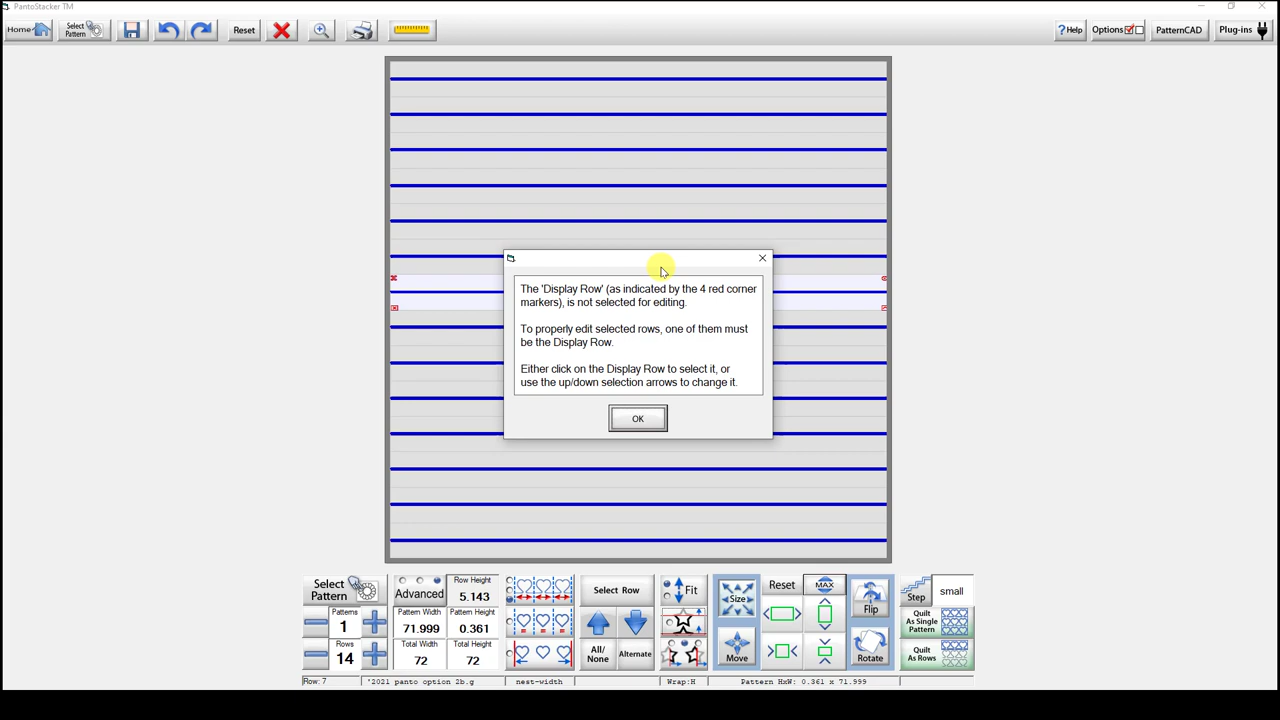 PantoStacker TM
Home
Select
Pattern
Reset
?Help
Options
PatternCAD
Plug-ins
The 'Display Row' (as indicated by the 4 red corner
markers), is not selected for editing.
To properly edit selected rows, one of them must
be the Display Row.
Either click on the Display Row to select it, or
use the up/down selection arrows to change it.
OK
Select
Pattern
Advanced
Row Height
5.143
Select Row
Fit
Size
Reset
MAX
Flip
Step
small
Patterns
1
Pattern Width
71.999
Pattern Height
0.361
Quilt
As Single
Pattern
Rows
14
Total Width
72
Total Height
72
All/
None
Alternate
Move
Rotate
Quilt
As Rows
Row:7
'2021 panto option 2b.g
nest-width
Wrap:H
Pattern HxW: 0.361 x 71.999